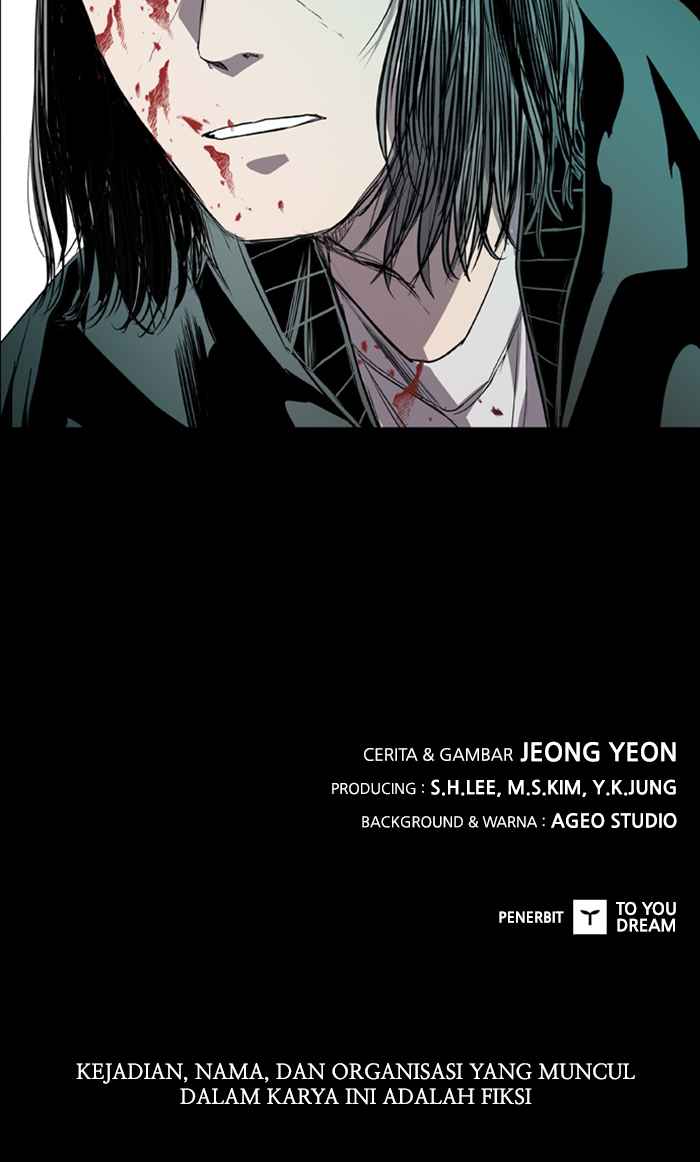 CERITA & GAMBAR JEONG YEON
PRODUCING : S.H.LEE, M.S.KIM, Y.K.JUNG
BACKGROUND & WARNA : AGEO STUDIO
PENERBIT TO YOU
DREAM
KEJADIAN, NAMA, DAN ORGANISASI YANG MUNCUL
DALAM KARYA INI ADALAH FIKSI